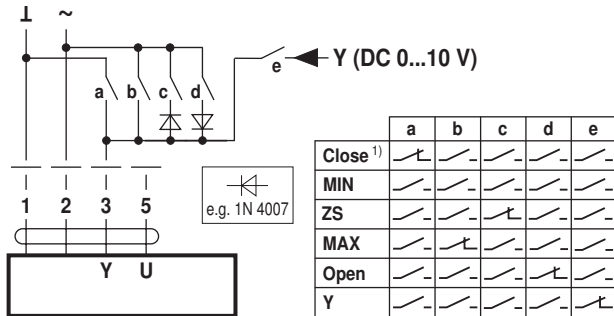 ⊥ ~
e Y (DC 0...10 V)
a b c d
e.g. 1N 4007
1 2 3 5
Y U
a b c d e
Close 1)
MIN
ZS
MAX
Open
Y